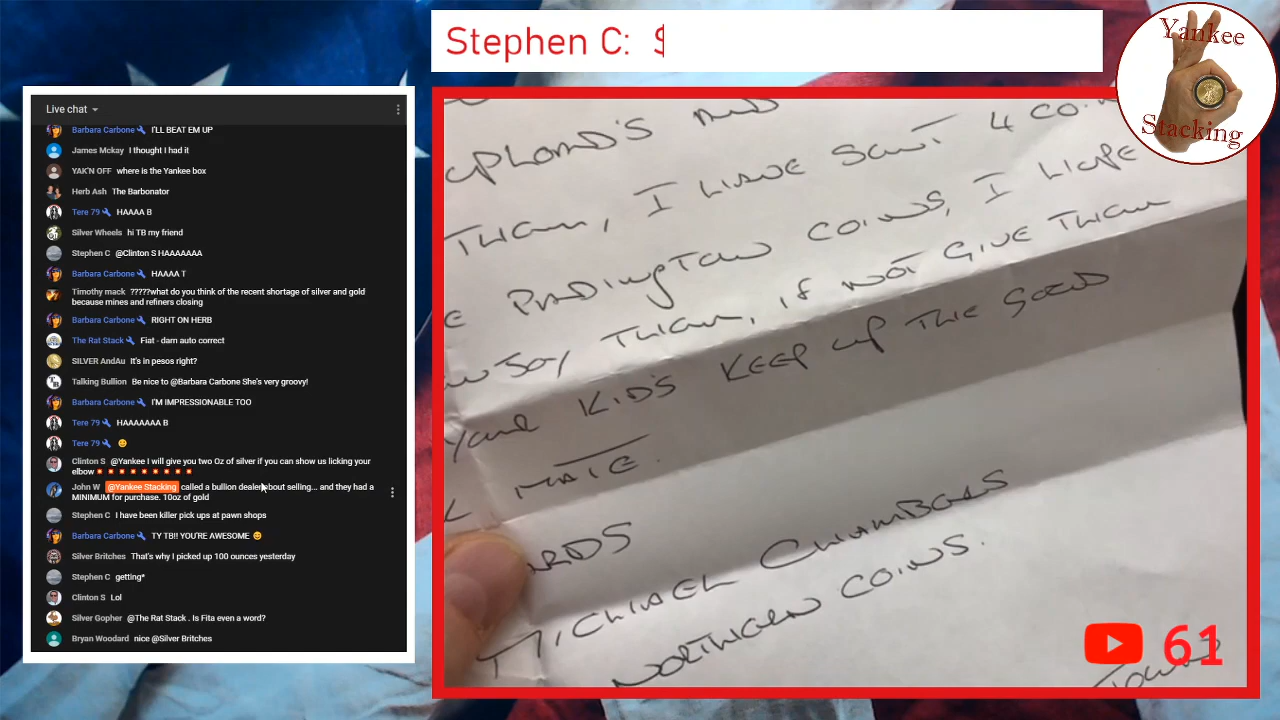 Stephen C: S
Yankee
Stacking
Live chat
Barbara Carbone I'LL BEAT EM UP
James Mckay I thought I had it
YAK'N OFF where is the Yankee box
Herb Ash The Barbonator
Tere 79 HAAAA B
Silver Wheels hi TB my friend
Stephen C @Clinton S HAAAAAAA
Barbara Carbone HAAAA T
Timothy mack ?????what do you think of the recent shortage of silver and gold
because mines and refiners closing
Barbara Carbone RIGHT ON HERB
The Rat Stack Fiat - darn auto correct
SILVER AndAu It's in pesos right?
Talking Bullion Be nice to @Barbara Carbone She's very groovy!
Barbara Carbone I'M IMPRESSIONABLE TOO
Tere 79 HAAAAAAA B
Tere 79 😊
Clinton S @Yankee I will give you two Oz of silver if you can show us licking your
elbow 💥💥💥💥💥💥💥💥💥
John W @Yankee Stacking called a bullion dealer about selling... and they had a
MINIMUM for purchase. 10oz of gold
Stephen C I have been killer pick ups at pawn shops
Barbara Carbone TY TB!! YOU'RE AWESOME 😊
Silver Britches That's why I picked up 100 ounces yesterday
Stephen C getting*
Clinton S Lol
Silver Gopher @The Rat Stack . Is Fita even a word?
Bryan Woodard nice @Silver Britches
THAM, I HAVE SENT 4
PADINGTON COINS, I HOPE
THAM, IF NOT GIVE THAM
KIDS KEEP UP THE GOOD
MATE.
MICHAEL CHAMBERS
NORTHERN COINS.
61